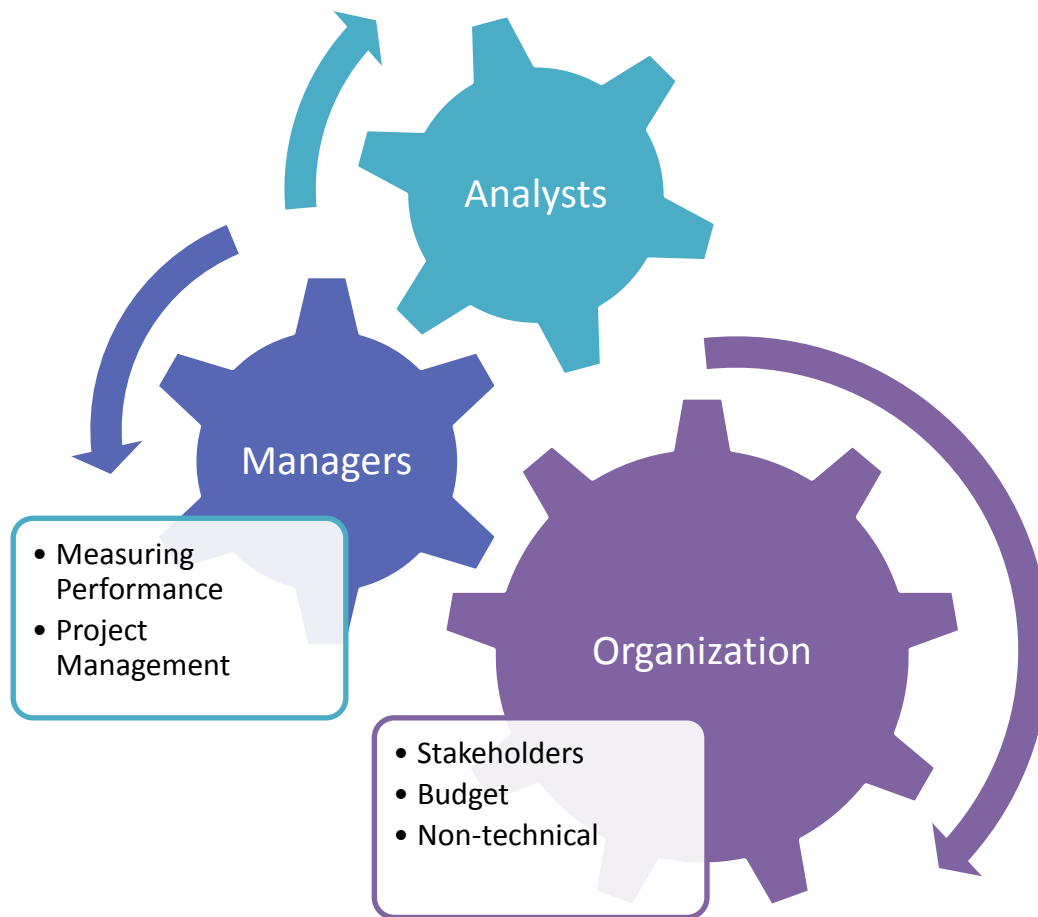 Analysts
Managers
• Measuring
Performance
• Project
Management
Organization
• Stakeholders
• Budget
• Non-technical